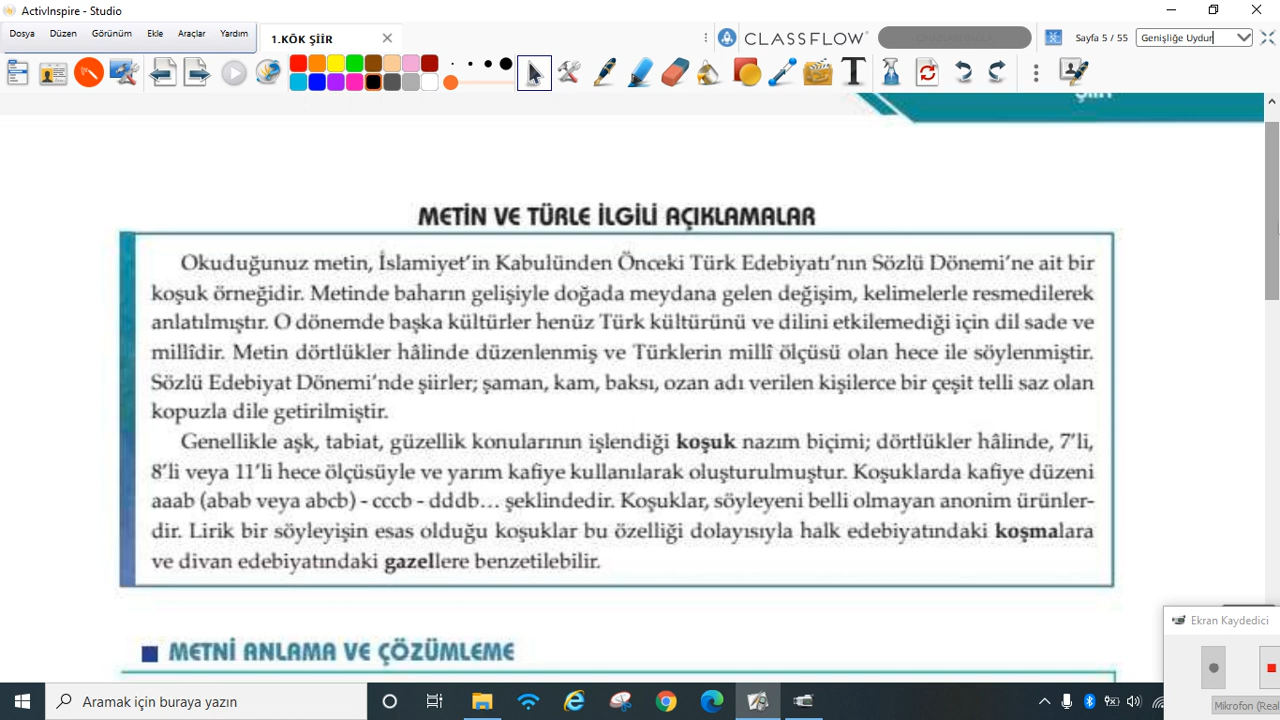 ActivInspire - Studio
Dosya Düzen Görünüm Ekle Araçlar Yardım
1.KÖK ŞİİR
CLASSFLOW
Sayfa 5 / 55
Genişliğe Uydur
METİN VE TÜRLE İLGİLİ AÇIKLAMALAR
Okuduğunuz metin, İslamiyet’in Kabulünden Önceki Türk Edebiyatı’nın Sözlü Dönemi’ne ait bir
koşuk örneğidir. Metinde baharın gelişiyle doğada meydana gelen değişim, kelimelerle resmedilerek
anlatılmıştır. O dönemde başka kültürler henüz Türk kültürünü ve dilini etkilemediği için dil sade ve
millîdir. Metin dörtlükler hâlinde düzenlenmiş ve Türklerin millî ölçüsü olan hece ile söylenmiştir.
Sözlü Edebiyat Dönemi’nde şiirler; şaman, kam, baksı, ozan adı verilen kişilerce bir çeşit telli saz olan
kopuzla dile getirilmiştir.
Genellikle aşk, tabiat, güzellik konularının işlendiği koşuk nazım biçimi; dörtlükler hâlinde, 7’li,
8’li veya 11’li hece ölçüsüyle ve yarım kafiye kullanılarak oluşturulmuştur. Koşuklarda kafiye düzeni
aaab (abab veya abcb) - cccb - dddb… şeklindedir. Koşuklar, söyleyeni belli olmayan anonim ürünler-
dir. Lirik bir söyleyişin esas olduğu koşuklar bu özelliği dolayısıyla halk edebiyatındaki koşmalara
ve divan edebiyatındaki gazellere benzetilebilir.
METNİ ANLAMA VE ÇÖZÜMLEME
Ekran Kaydedici
Mikrofon (Rea
Aramak için buraya yazın